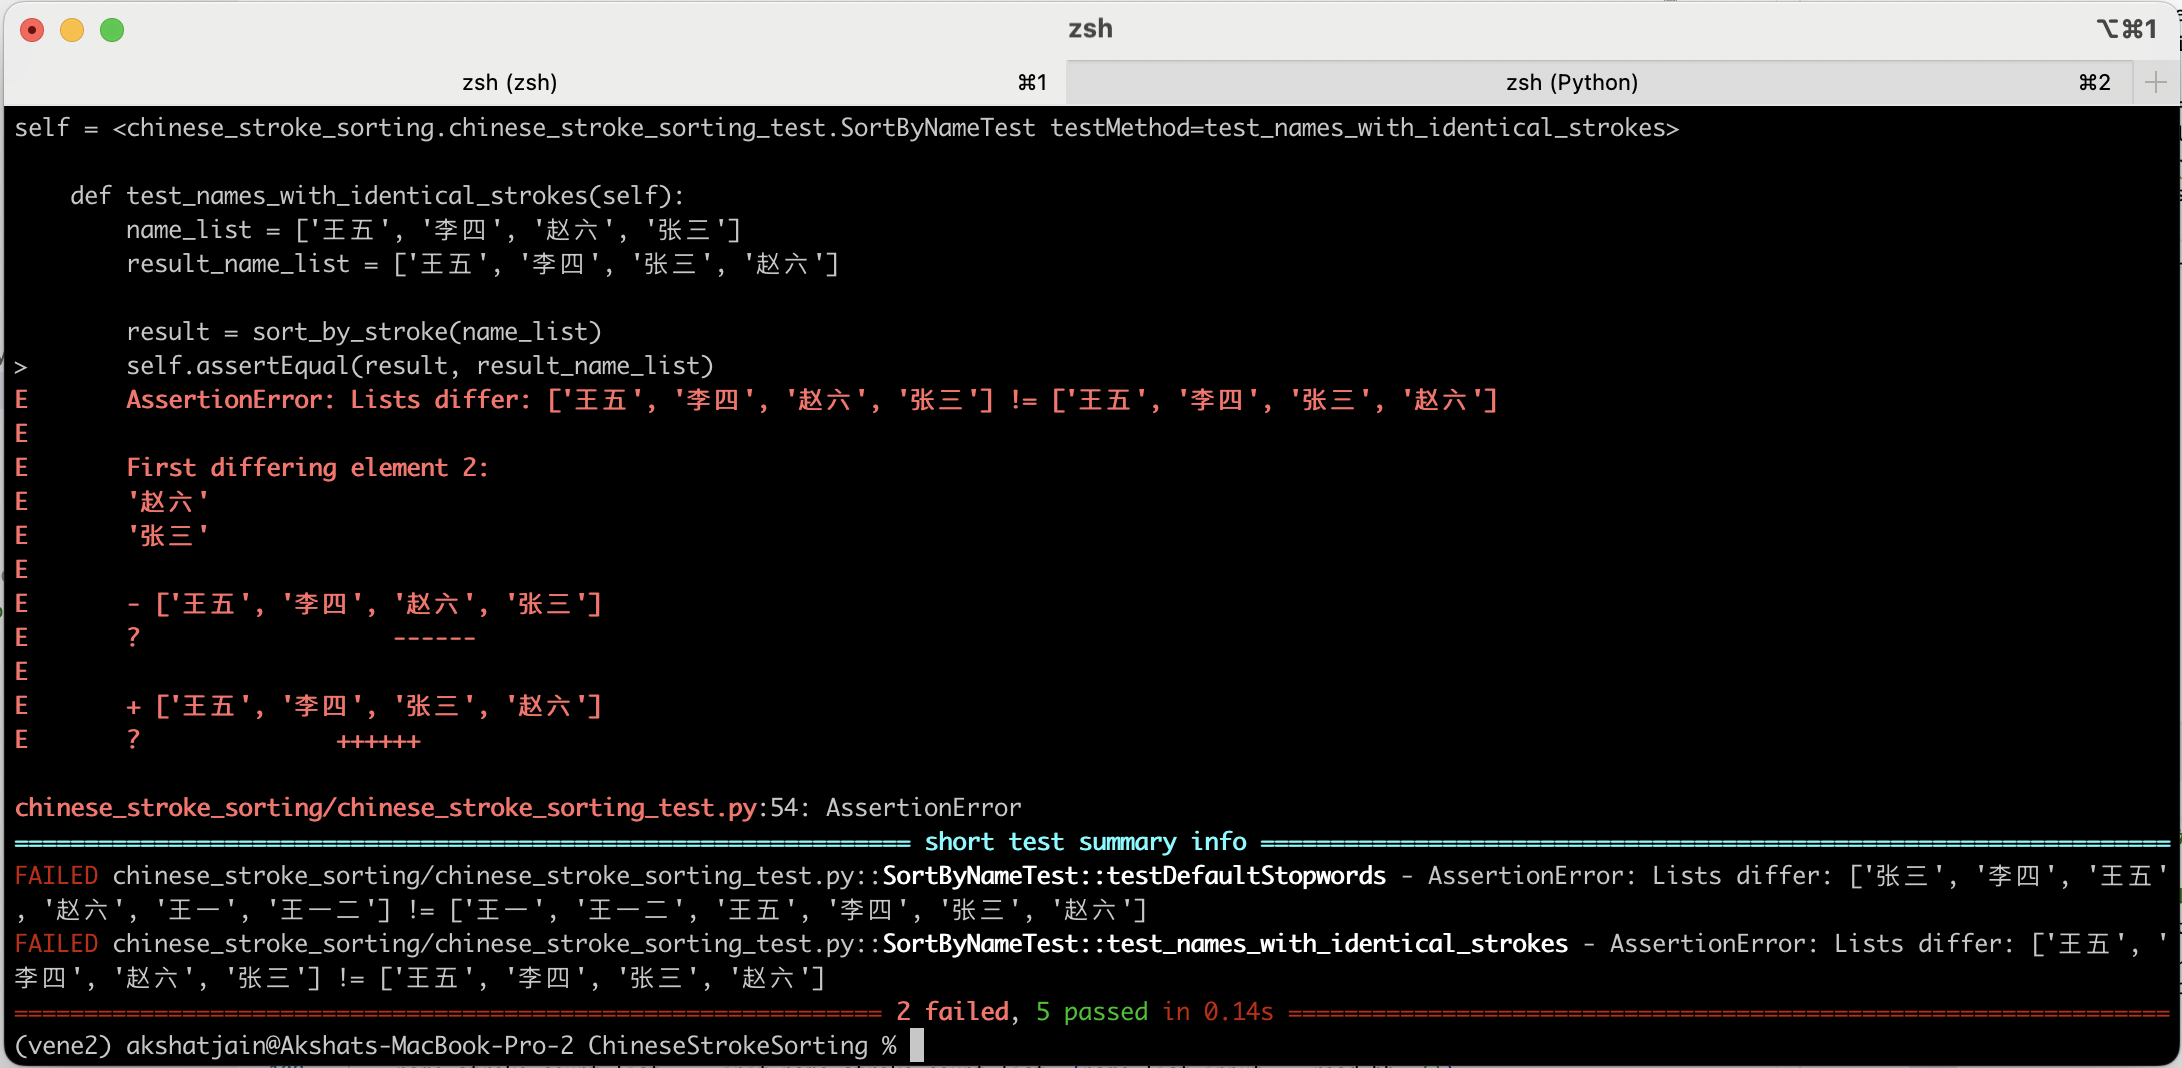 zsh
⌥⌘1
zsh (zsh) ⌘1 zsh (Python) ⌘2
self = <chinese_stroke_sorting.chinese_stroke_sorting_test.SortByNameTest testMethod=test_names_with_identical_strokes>
def test_names_with_identical_strokes(self):
name_list = ['王五', '李四', '赵六', '张三']
result_name_list = ['王五', '李四', '张三', '赵六']
result = sort_by_stroke(name_list)
> self.assertEqual(result, result_name_list)
E AssertionError: Lists differ: ['王五', '李四', '赵六', '张三'] != ['王五', '李四', '张三', '赵六']
E
E First differing element 2:
E '赵六'
E '张三'
E
E - ['王五', '李四', '赵六', '张三']
E ? ------
E
E + ['王五', '李四', '张三', '赵六']
E ? ++++++
chinese_stroke_sorting/chinese_stroke_sorting_test.py:54: AssertionError
================================================================ short test summary info =================================================================
FAILED chinese_stroke_sorting/chinese_stroke_sorting_test.py::SortByNameTest::testDefaultStopwords - AssertionError: Lists differ: ['张三', '李四', '王五'
, '赵六', '王一', '王一二'] != ['王一', '王一二', '王五', '李四', '张三', '赵六']
FAILED chinese_stroke_sorting/chinese_stroke_sorting_test.py::SortByNameTest::test_names_with_identical_strokes - AssertionError: Lists differ: ['王五', '
李四', '赵六', '张三'] != ['王五', '李四', '张三', '赵六']
============================================================== 2 failed, 5 passed in 0.14s ===============================================================
(vene2) akshatjain@Akshats-MacBook-Pro-2 ChineseStrokeSorting %